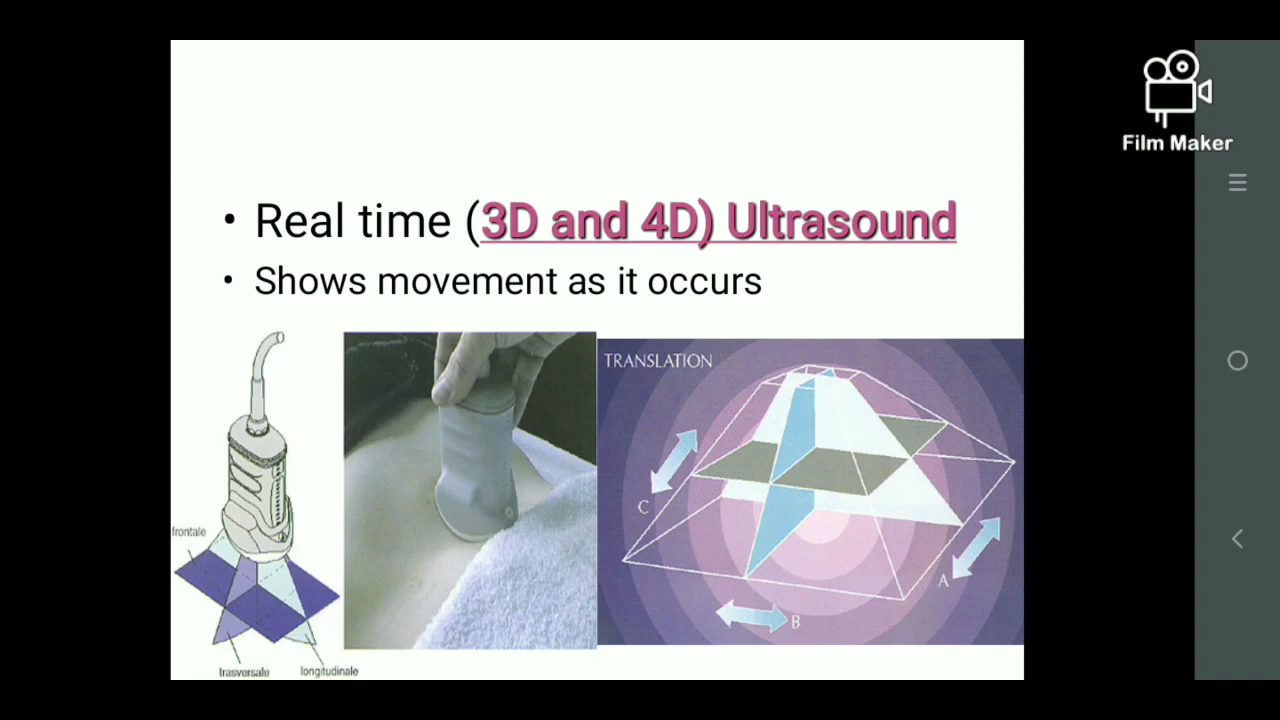 Film Maker
• Real time (3D and 4D) Ultrasound
• Shows movement as it occurs
TRANSLATION
C
A
B
frontale
trasversale
longitudinale